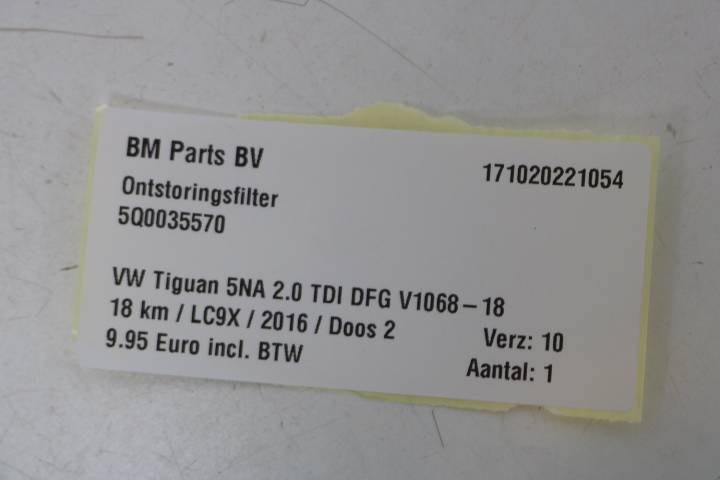 BM Parts BV
171020221054
Ontstoringsfilter
5Q0035570
VW Tiguan 5NA 2.0 TDI DFG V1068-18
18 km / LC9X / 2016 / Doos 2
Verz: 10
9.95 Euro incl. BTW
Aantal: 1